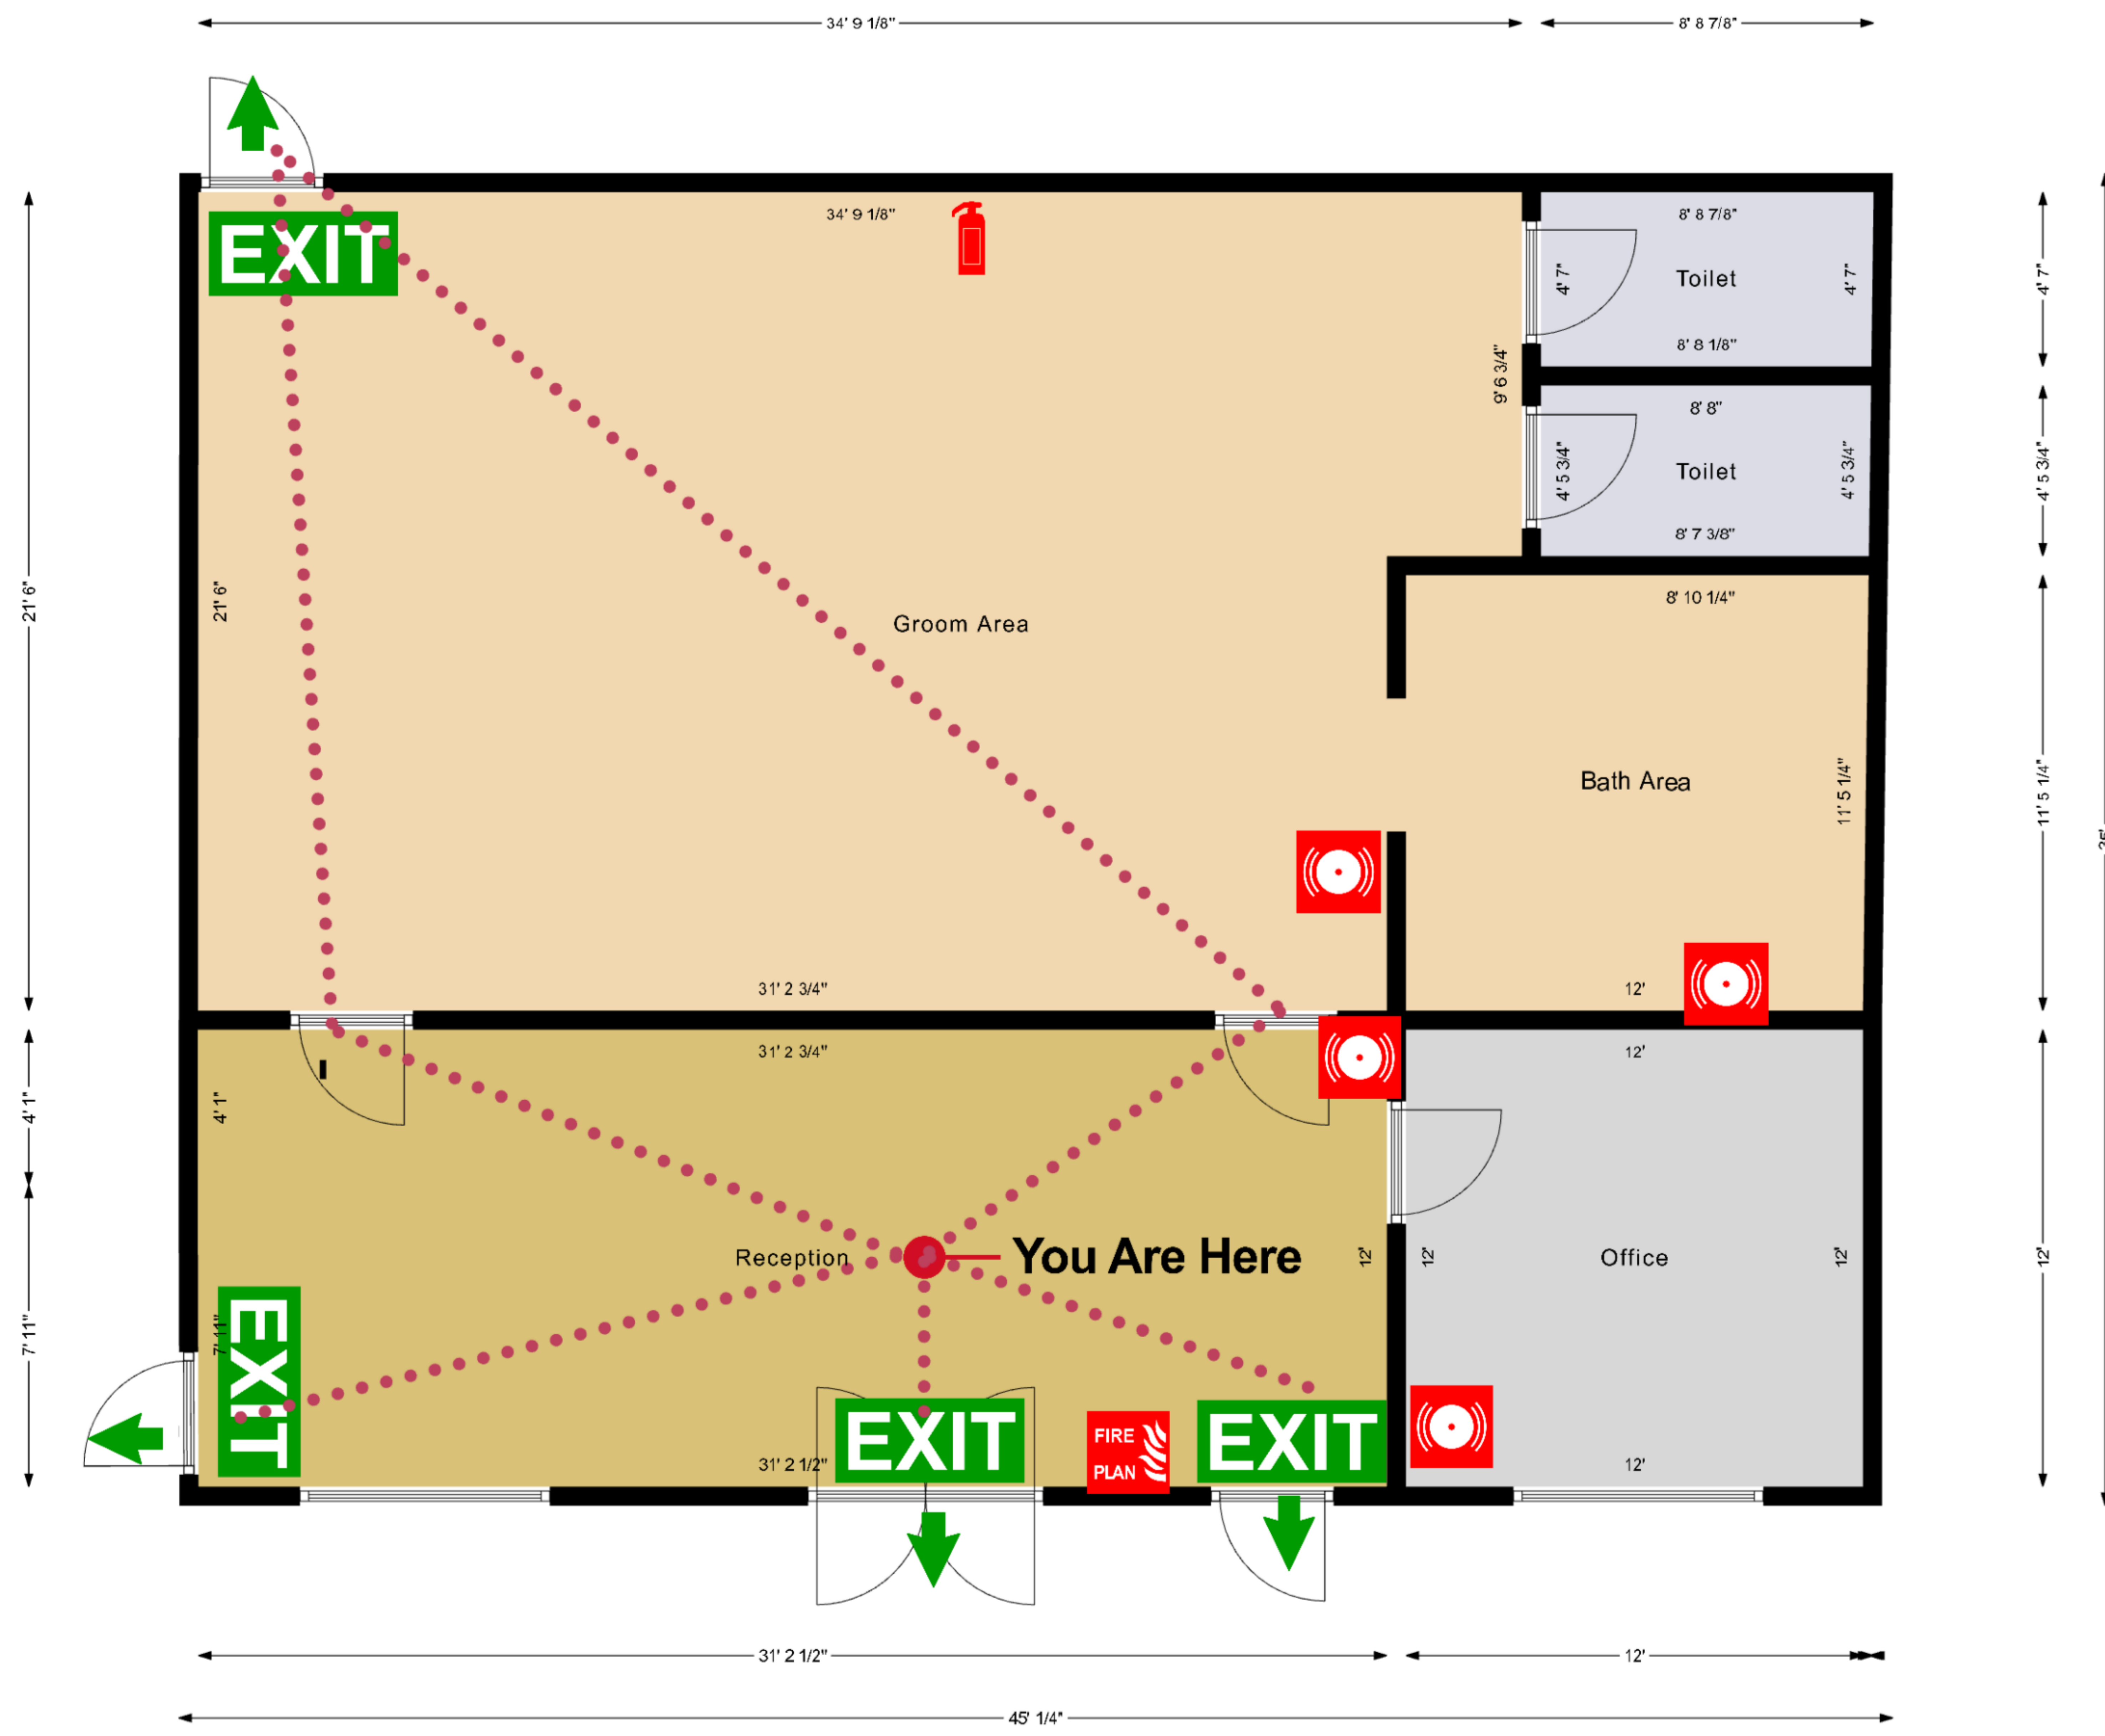 34' 9 1/8"
8' 8 7/8"
EXIT
34' 9 1/8"
8' 8 7/8"
4' 7"
Toilet
4' 7"
4' 7"
8' 8 1/8"
9' 6 3/4"
8' 8"
4' 5 3/4"
Toilet
4' 5 3/4"
4' 5 3/4"
8' 7 3/8"
21' 6"
21' 6"
8' 10 1/4"
Groom Area
Bath Area
11' 5 1/4"
11' 5 1/4"
31' 2 3/4"
12'
31' 2 3/4"
12'
4' 1"
4' 1"
Reception
You Are Here
12'
12'
Office
12'
12'
7' 11"
7' 11"
EXIT
EXIT
FIRE
PLAN
EXIT
31' 2 1/2"
12'
31' 2 1/2"
12'
45' 1/4"